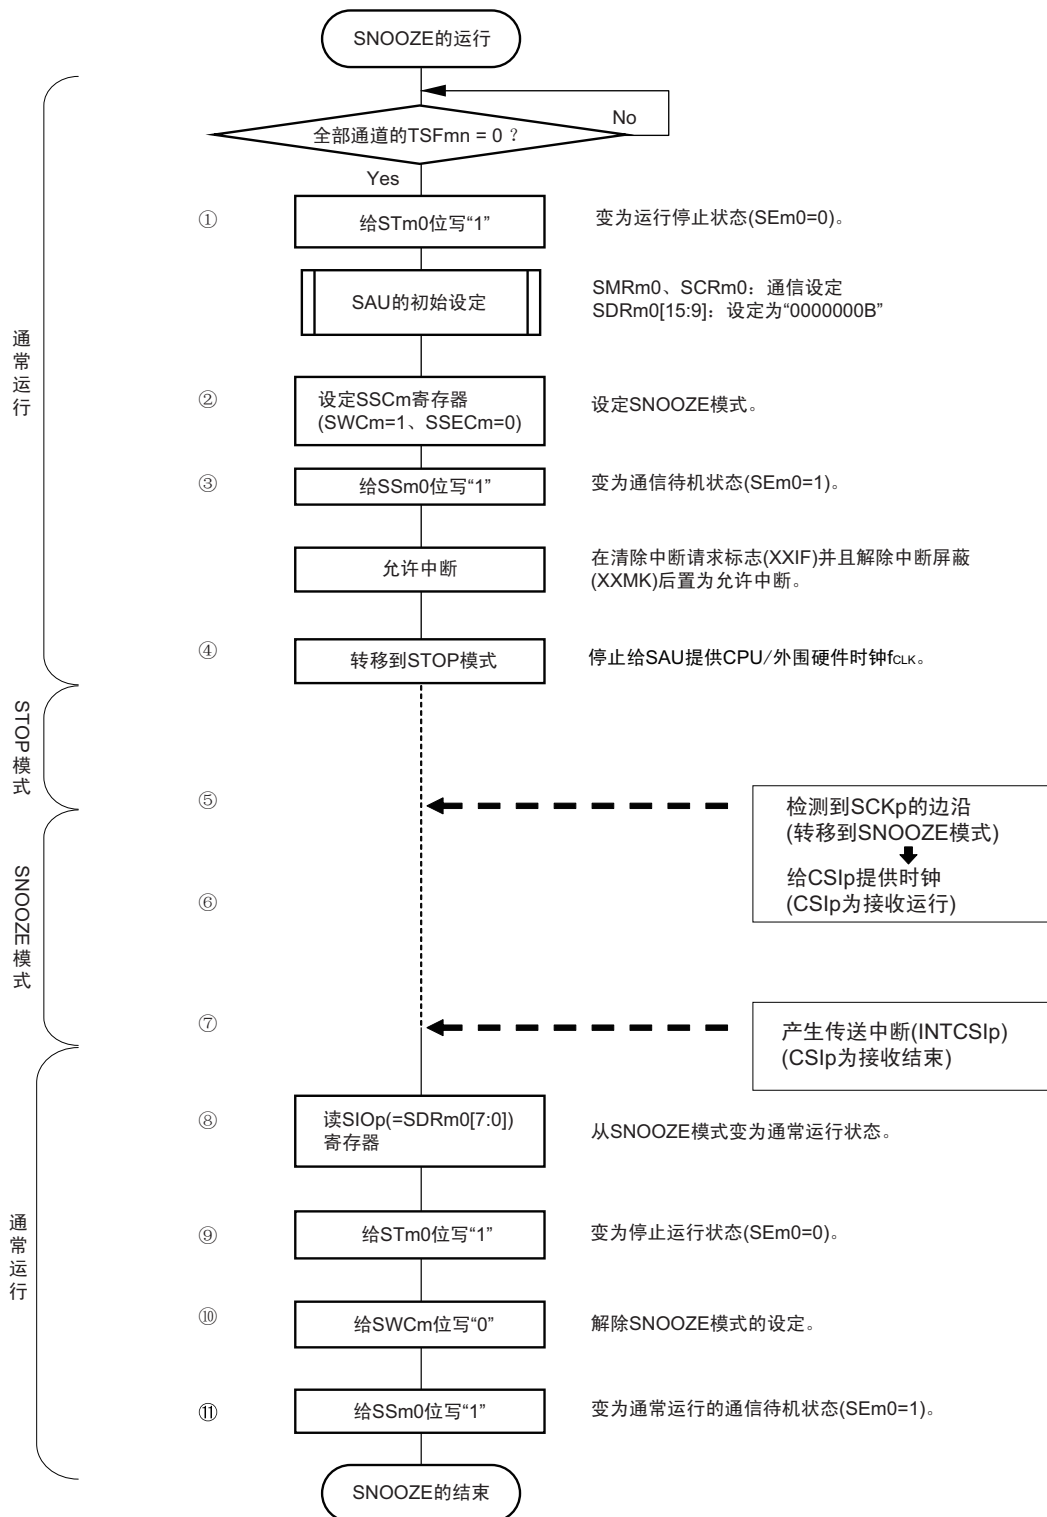 SNOOZE的运行
No
全部通道的TSFmn = 0 ?
Yes
①
给STm0位写“1”
变为运行停止状态(SEm0=0)。
SAU的初始设定
SMRm0、SCRm0：通信设定
SDRm0[15:9]：设定为“0000000B”
通常运行
②
设定SSCm寄存器
(SWCm=1、SSECm=0)
设定SNOOZE模式。
③
给SSm0位写“1”
变为通信待机状态(SEm0=1)。
允许中断
在清除中断请求标志(XXIF)并且解除中断屏蔽
(XXMK)后置为允许中断。
④
转移到STOP模式
停止给SAU提供CPU/外围硬件时钟fCLK。
STOP模式
⑤
检测到SCKp的边沿
(转移到SNOOZE模式)
给CSIp提供时钟
(CSIp为接收运行)
SNOOZE模式
⑥
⑦
产生传送中断(INTCSIp)
(CSIp为接收结束)
⑧
读SIOp(=SDRm0[7:0])
寄存器
从SNOOZE模式变为通常运行状态。
通常运行
⑨
给STm0位写“1”
变为停止运行状态(SEm0=0)。
⑩
给SWCm位写“0”
解除SNOOZE模式的设定。
⑪
给SSm0位写“1”
变为通常运行的通信待机状态(SEm0=1)。
SNOOZE的结束